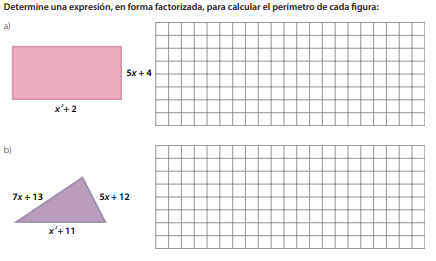 Determine una expresión, en forma factorizada, para calcular el perímetro de cada figura:
a)
5x + 4
x² + 2
b)
7x + 13
5x + 12
x² + 11